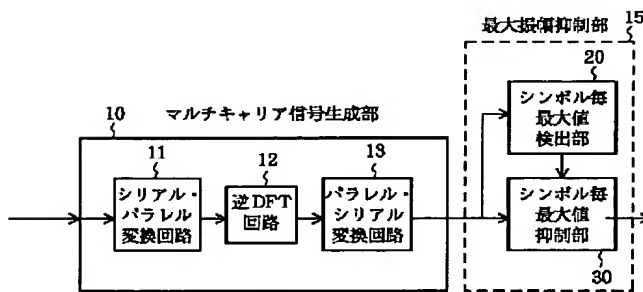 最大振幅抑制部
15
20
シンボル毎
最大値
検出部
10
マルチキャリア信号生成部
11
シリアル・
パラレル
変換回路
12
逆DFT
回路
13
パラレル・
シリアル
変換回路
シンボル毎
最大値
抑制部
30